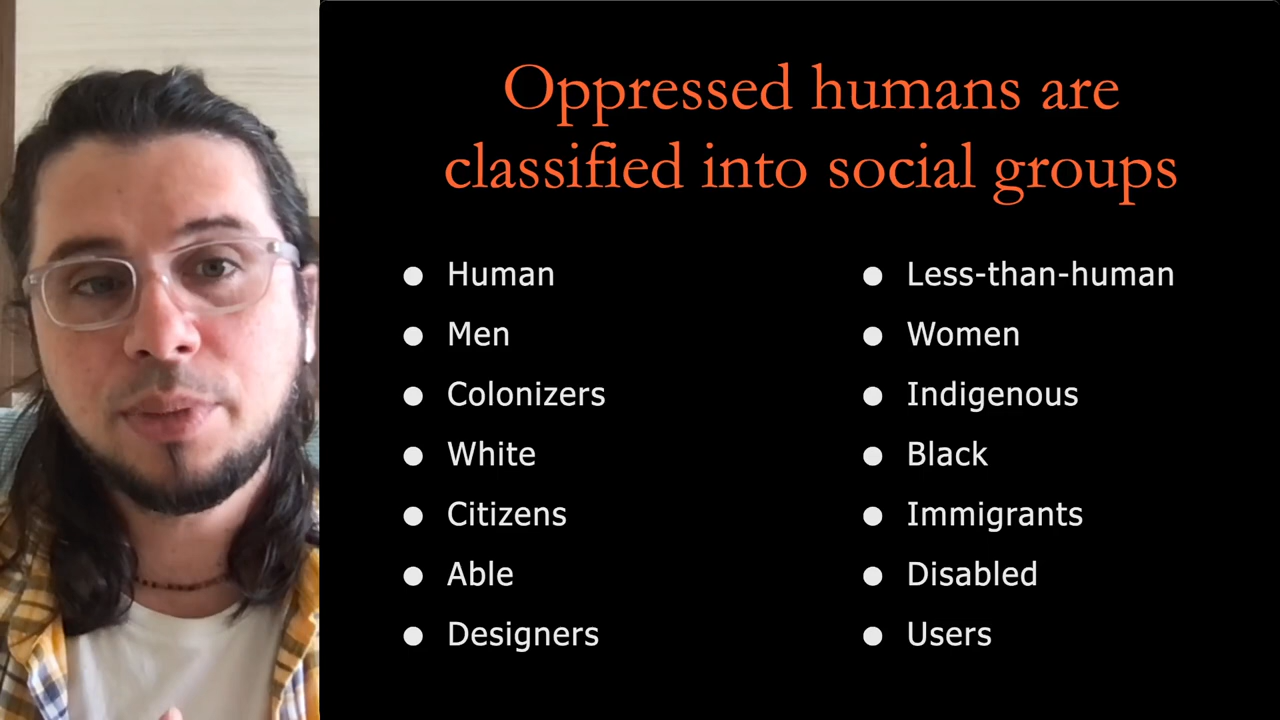 Oppressed humans are
classified into social groups
Human
Men
Colonizers
White
Citizens
Able
Designers
Less-than-human
Women
Indigenous
Black
Immigrants
Disabled
Users